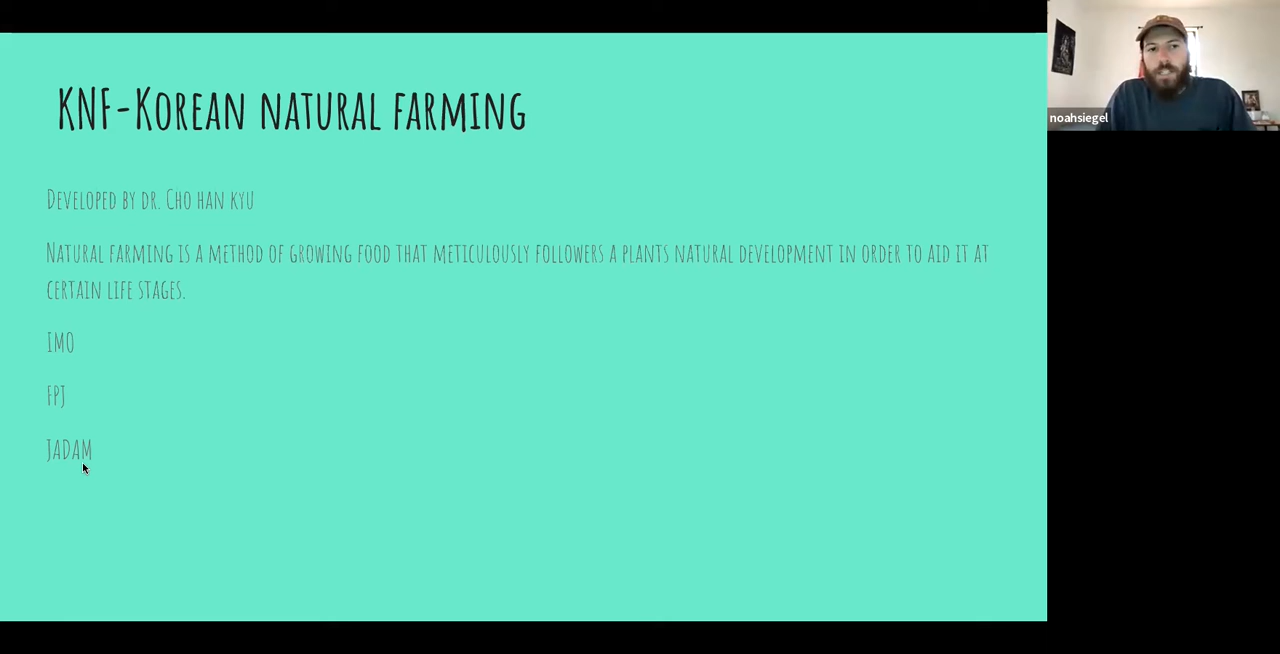 KNF-Korean natural farming
noahsiegel
Developed by dr. Cho han kyu
Natural farming is a method of growing food that meticulously followers a plants natural development in order to aid it at
certain life stages.
IMO
FPJ
JADAM